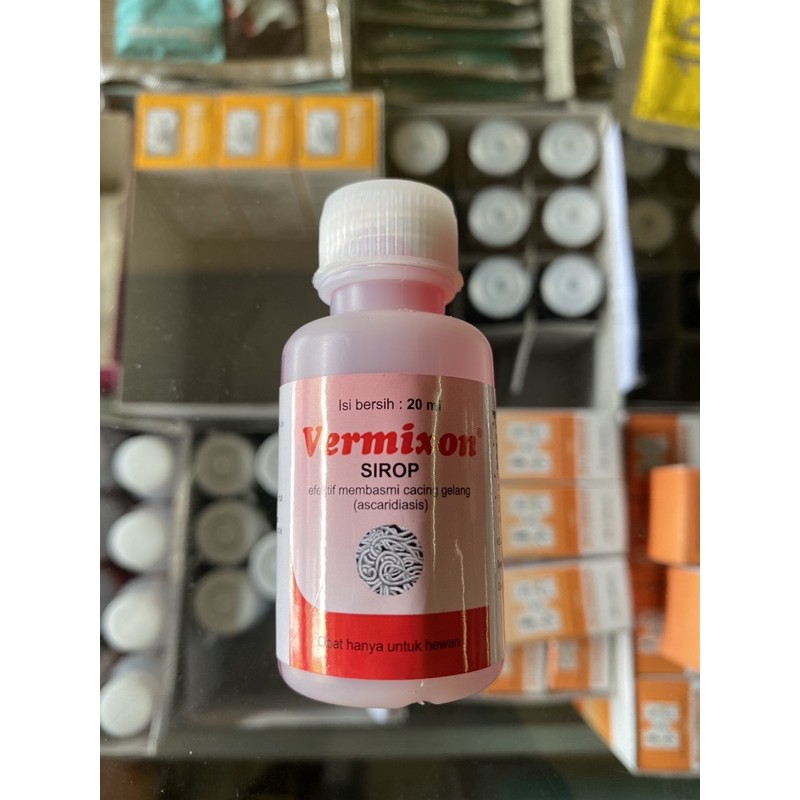 Isi bersih : 20 ml
Vermixon®
SIROP
efektif membasmi cacing gelang
(ascaridiasis)
Obat hanya untuk hewan